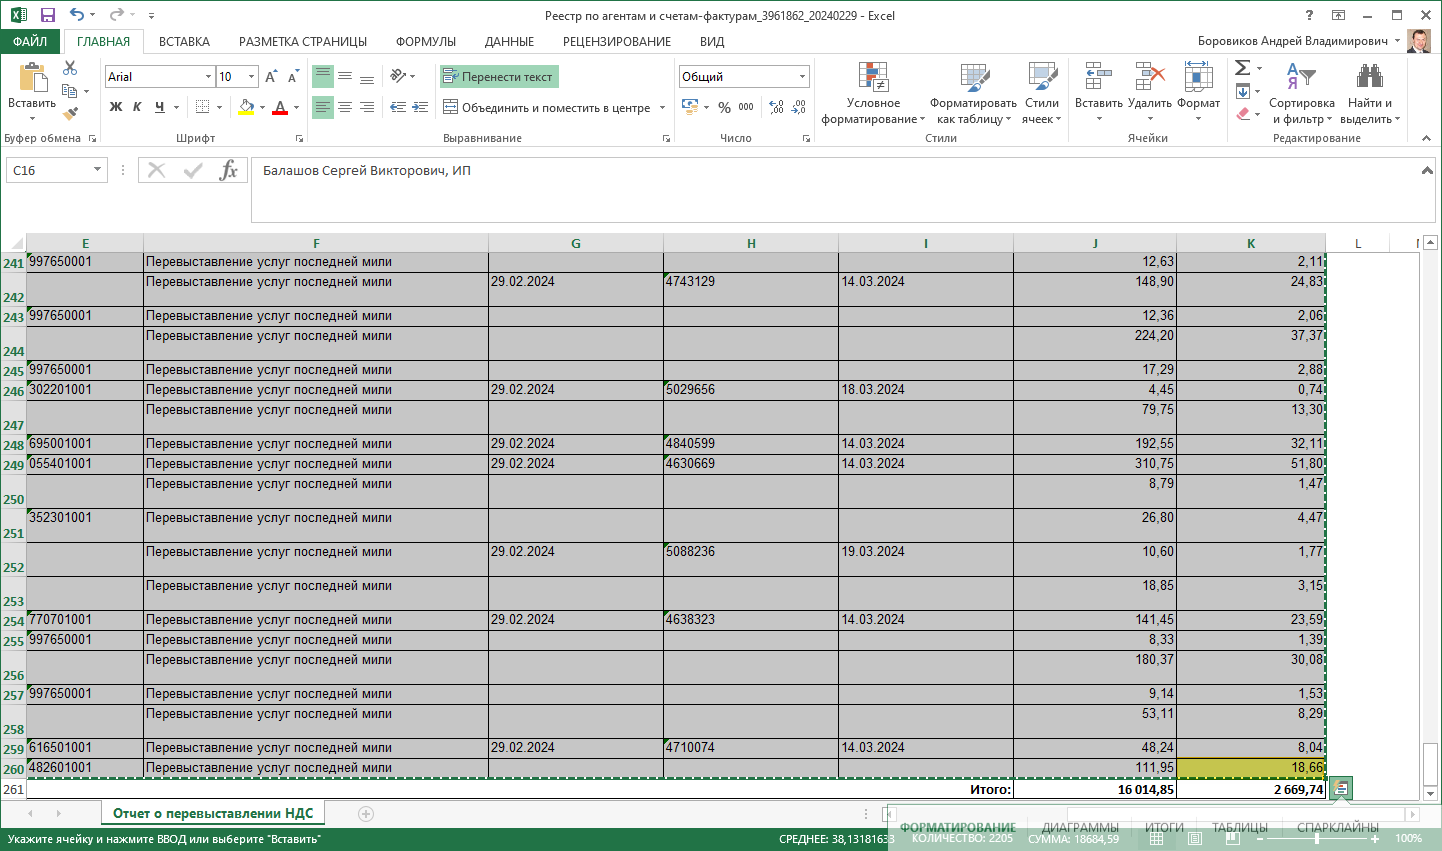 Реестр по агентам и счетам-фактурам_3961862_20240229 - Excel
ФАЙЛ ГЛАВНАЯ ВСТАВКА РАЗМЕТКА СТРАНИЦЫ ФОРМУЛЫ ДАННЫЕ РЕЦЕНЗИРОВАНИЕ ВИД Боровиков Андрей Владимирович
Arial 10 Перенести текст Общий
Вставить Ж К Ч А Объединить и поместить в центре % 000 Условное форматирование Форматировать как таблицу Стили ячеек Вставить Удалить Формат Сортировка и фильтр Найти и выделить
Буфер обмена Шрифт Выравнивание Число Стили Ячейки Редактирование
C16 fx Балашов Сергей Викторович, ИП
E F G H I J K L
241 997650001 Перевыставление услуг последней мили 12,63 2,11
242 Перевыставление услуг последней мили 29.02.2024 4743129 14.03.2024 148,90 24,83
243 997650001 Перевыставление услуг последней мили 12,36 2,06
244 Перевыставление услуг последней мили 224,20 37,37
245 997650001 Перевыставление услуг последней мили 17,29 2,88
246 302201001 Перевыставление услуг последней мили 29.02.2024 5029656 18.03.2024 4,45 0,74
247 Перевыставление услуг последней мили 79,75 13,30
248 695001001 Перевыставление услуг последней мили 29.02.2024 4840599 14.03.2024 192,55 32,11
249 055401001 Перевыставление услуг последней мили 29.02.2024 4630669 14.03.2024 310,75 51,80
250 Перевыставление услуг последней мили 8,79 1,47
251 352301001 Перевыставление услуг последней мили 26,80 4,47
252 Перевыставление услуг последней мили 29.02.2024 5088236 19.03.2024 10,60 1,77
253 Перевыставление услуг последней мили 18,85 3,15
254 770701001 Перевыставление услуг последней мили 29.02.2024 4638323 14.03.2024 141,45 23,59
255 997650001 Перевыставление услуг последней мили 8,33 1,39
256 Перевыставление услуг последней мили 180,37 30,08
257 997650001 Перевыставление услуг последней мили 9,14 1,53
258 Перевыставление услуг последней мили 53,11 8,29
259 616501001 Перевыставление услуг последней мили 29.02.2024 4710074 14.03.2024 48,24 8,04
260 482601001 Перевыставление услуг последней мили 111,95 18,66
261 Итого: 16 014,85 2 669,74
Отчет о перевыставлении НДС
ФОРМАТИРОВАНИЕ ДИАГРАММЫ ИТОГИ ТАБЛИЦЫ СПАРКЛАЙНЫ
Укажите ячейку и нажмите ВВОД или выберите "Вставить" СРЕДНЕЕ: 38,13181633 КОЛИЧЕСТВО: 2205 СУММА: 18684,59 100%